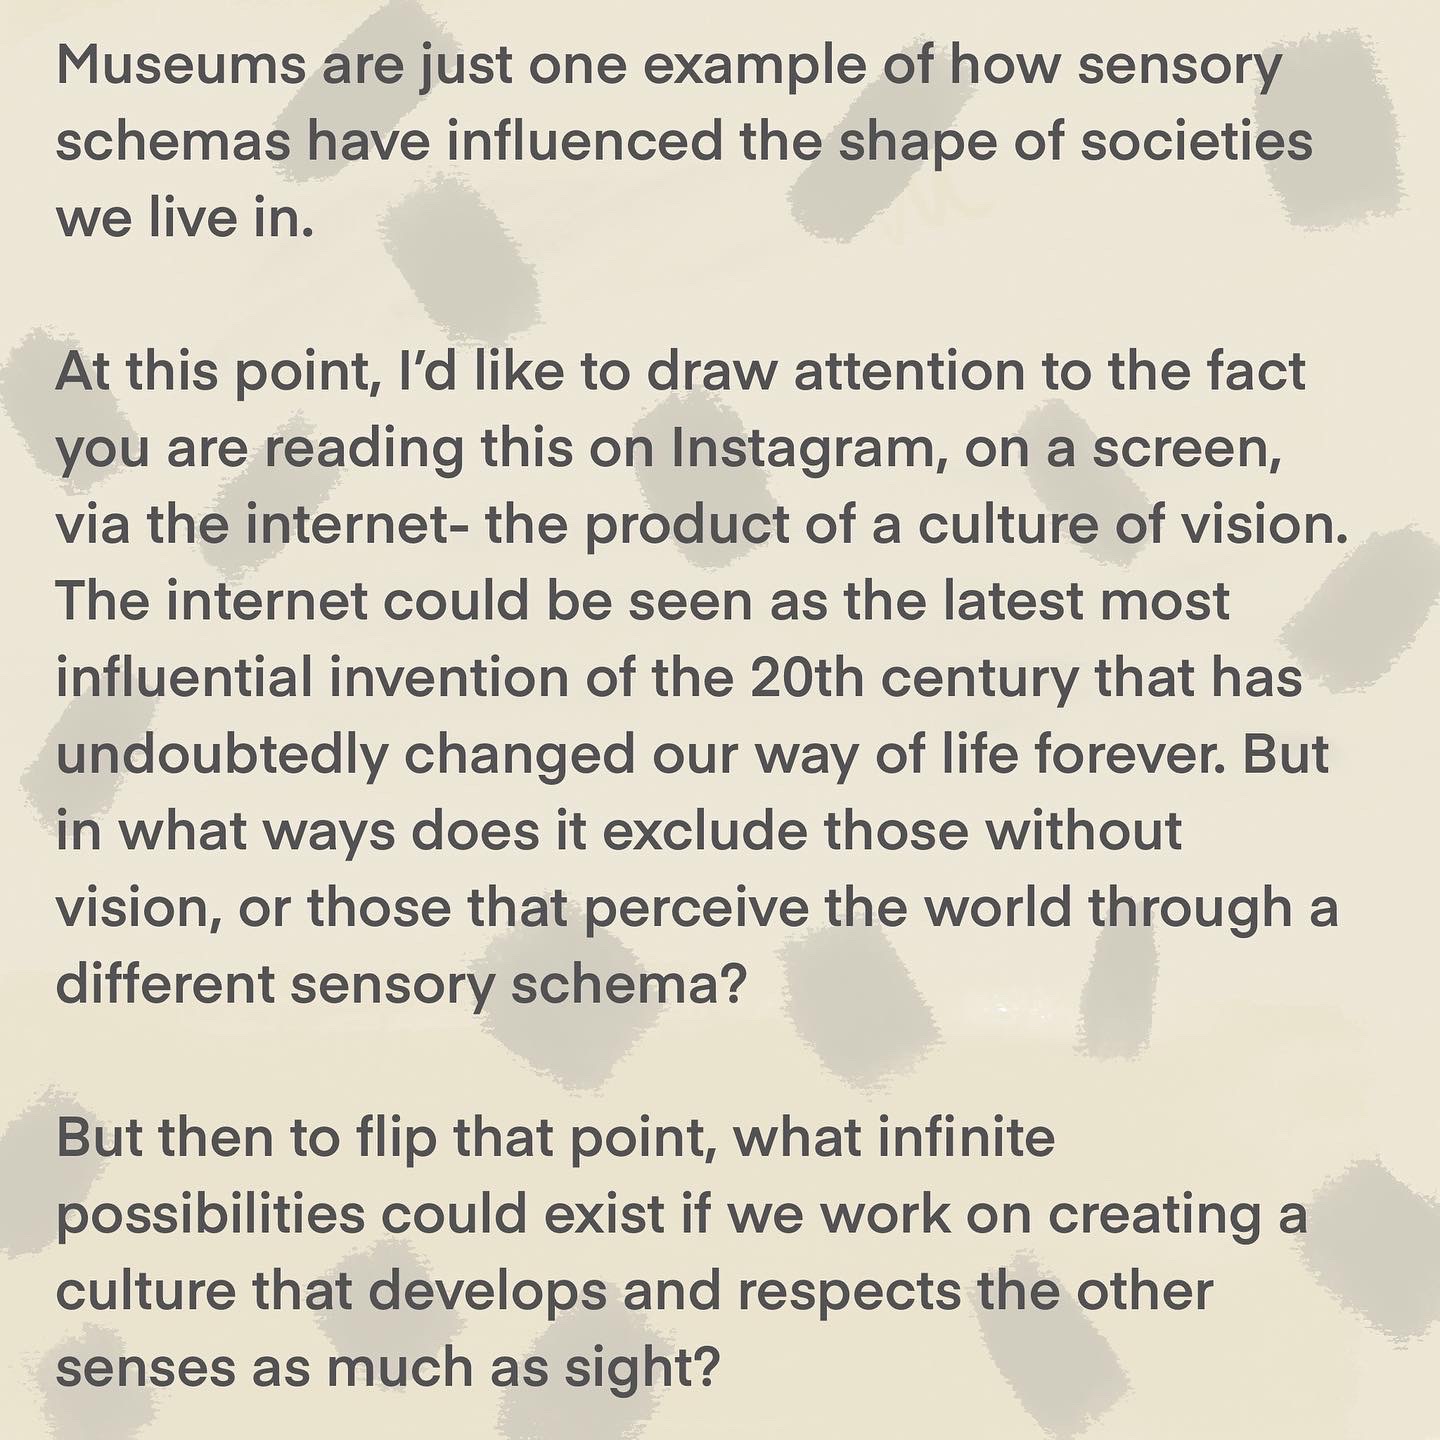 Museums are just one example of how sensory
schemas have influenced the shape of societies
we live in.
At this point, I’d like to draw attention to the fact
you are reading this on Instagram, on a screen,
via the internet- the product of a culture of vision.
The internet could be seen as the latest most
influential invention of the 20th century that has
undoubtedly changed our way of life forever. But
in what ways does it exclude those without
vision, or those that perceive the world through a
different sensory schema?
But then to flip that point, what infinite
possibilities could exist if we work on creating a
culture that develops and respects the other
senses as much as sight?